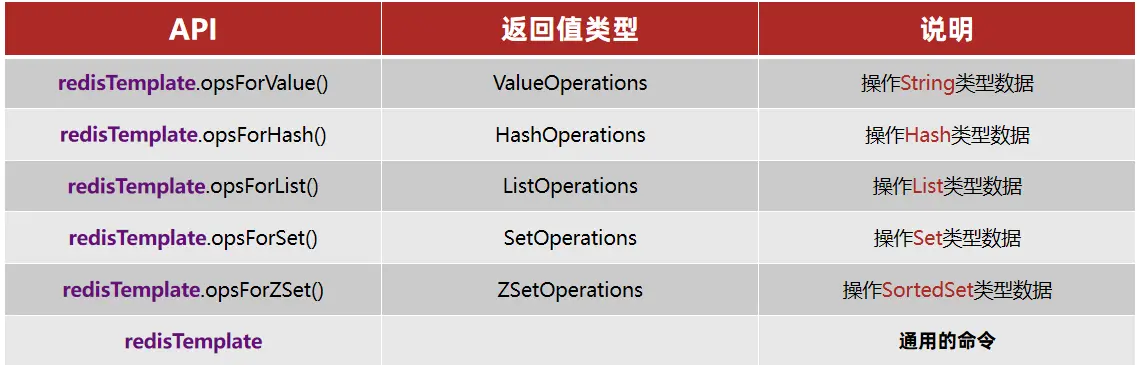 API 返回值类型 说明
redisTemplate.opsForValue() ValueOperations 操作String类型数据
redisTemplate.opsForHash() HashOperations 操作Hash类型数据
redisTemplate.opsForList() ListOperations 操作List类型数据
redisTemplate.opsForSet() SetOperations 操作Set类型数据
redisTemplate.opsForZSet() ZSetOperations 操作SortedSet类型数据
redisTemplate 通用的命令